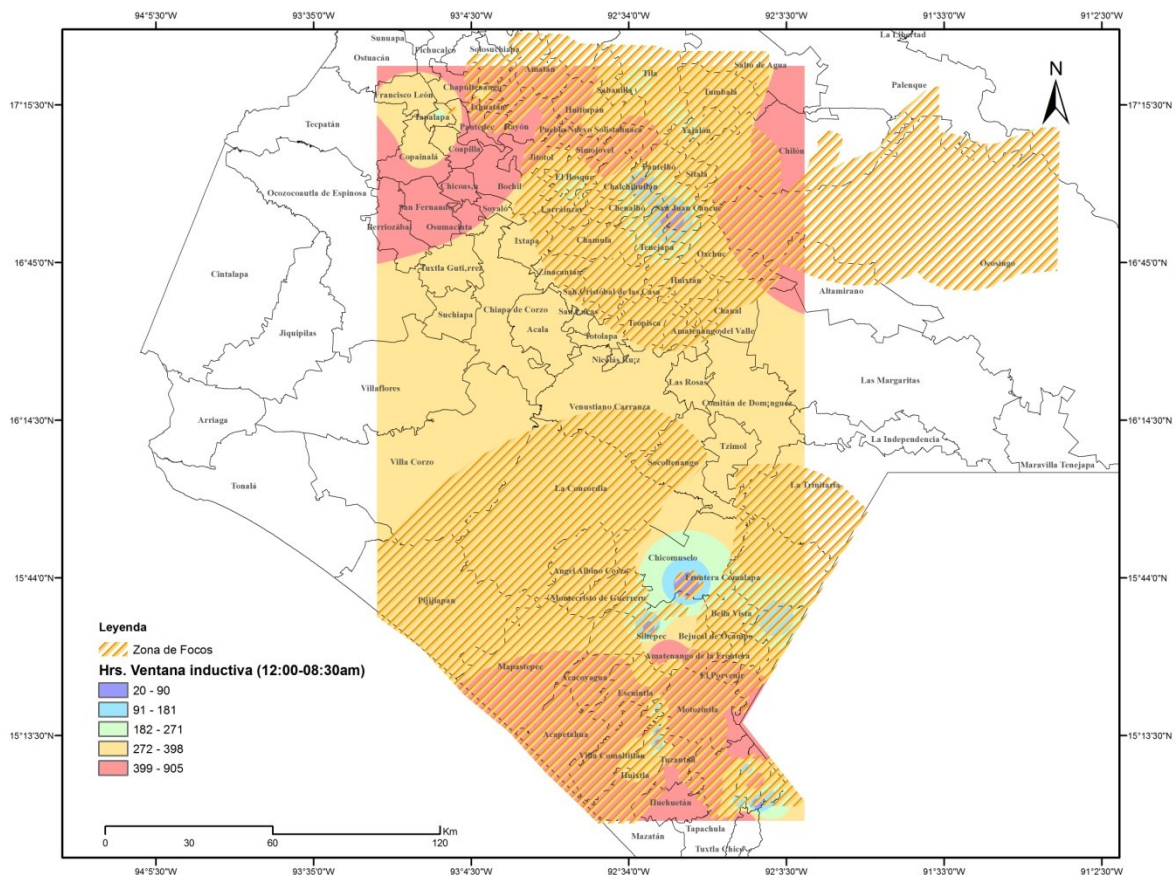 94°5'30"W 93°35'0"W 93°4'30"W 92°34'0"W 92°3'30"W 91°33'0"W 91°2'30"W
Sunuapa
Pichucalco
Solosuchiapa
La Libertad
Ostuacán
Amatán
Tila
Salto de Agua
Palenque
N
Francisco León
Chapultenango
Sabanilla
Tumbalá
17°15'30"N
17°15'30"N
Ixhuatán
Huitiupán
Tecpatán
Tapalapa
Pantepec
Rayón
Pueblo Nuevo Solistahuaca
Yajalón
Copainalá
Coapilla
Jitotol
Simojovel
Chilón
Pantelhó
Sitalá
Ocozocoautla de Espinosa
Chicoas,n
Bochil
El Bosque
Chalchihuitlán
San Fernando
Soyaló
Larráinzar
Chenalhó
San Juan Cancuc
Berriozábal
Osumacinta
Ixtapa
Chamula
Tenejapa
Oxchuc
16°45'0"N
16°45'0"N
Cintalapa
TuxtlaGuti,rrez
Zinacantán
Huixtán
Ocosingo
San Cristóbal de las Casa
Altamirano
Suchiapa
Chiapa de Corzo
San Lucas
Chanal
Jiquipilas
Acala
Totolapa
Tropisca
Amatenango del Valle
Nicolás Ru¡z
Villaflores
Las Rosas
Las Margaritas
Venustiano Carranza
Comitán de Dom¡nguez
16°14'30"N
16°14'30"N
Arriaga
Tzimol
La Independencia
Villa Corzo
Socoltenango
Maravilla Tenejapa
Tonalá
La Concordia
La Trinitaria
Chicomuselo
15°44'0"N
15°44'0"N
Angel Albino Corzo
Frontera Comalapa
Pijijiapan
Montecristo de Guerrero
Bella Vista
Siltepec
Bejucal de Ocampo
Amatenango de la Frontera
Mapastepec
Acacoyagua
El Porvenir
Escuintla
Motozintla
15°13'30"N
15°13'30"N
Acapetahua
Villa Comaltitlán
Tuzantán
Huixtla
Huehuetán
Mazatán
Tapachula
Tuxtla Chico
Leyenda
Zona de Focos
Hrs. Ventana inductiva (12:00-08:30am)
20 - 90
91 - 181
182 - 271
272 - 398
399 - 905
Km
0 30 60 120
94°5'30"W 93°35'0"W 93°4'30"W 92°34'0"W 92°3'30"W 91°33'0"W 91°2'30"W